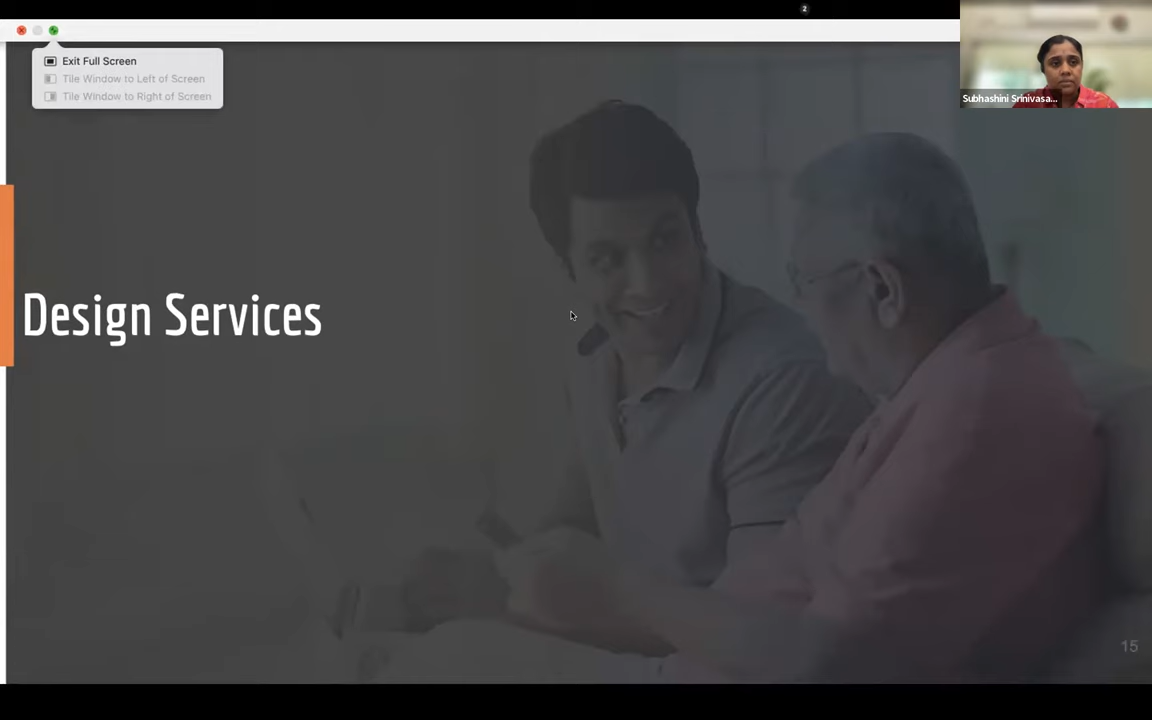 2
Exit Full Screen
Tile Window to Left of Screen
Tile Window to Right of Screen
Subhashini Srinivasa...
Design Services
15